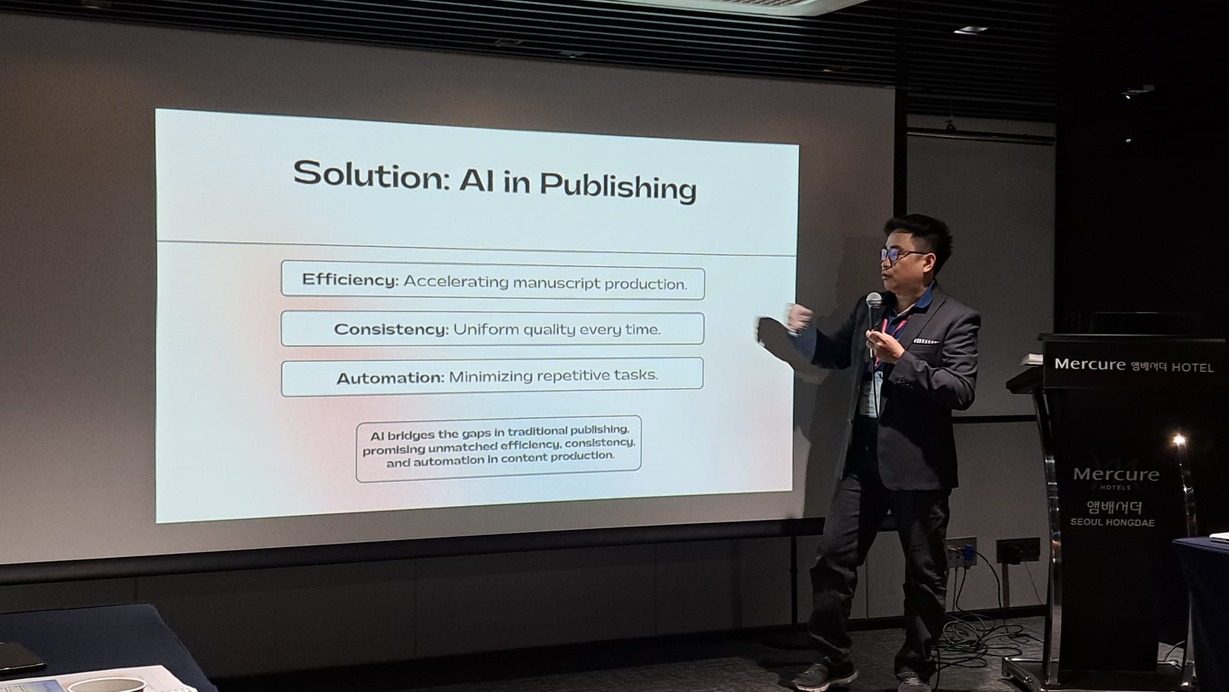 Solution: AI in Publishing
Efficiency: Accelerating manuscript production.
Consistency: Uniform quality every time.
Automation: Minimizing repetitive tasks.
AI bridges the gaps in traditional publishing,
promising unmatched efficiency, consistency,
and automation in content production.
Mercure 앰배서더 HOTEL
Mercure
HOTELS
앰배서더
SEOUL HONGDAE